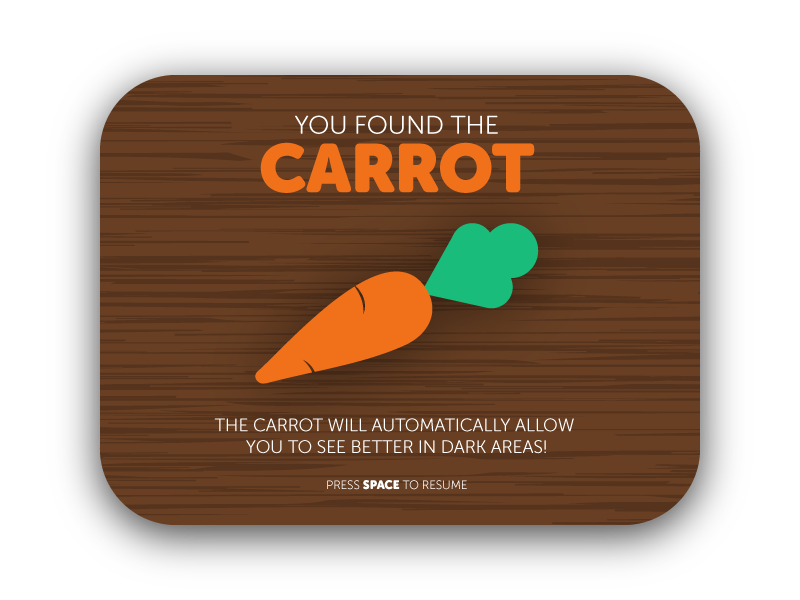 YOU FOUND THE
CARROT
THE CARROT WILL AUTOMATICALLY ALLOW
YOU TO SEE BETTER IN DARK AREAS!
PRESS SPACE TO RESUME